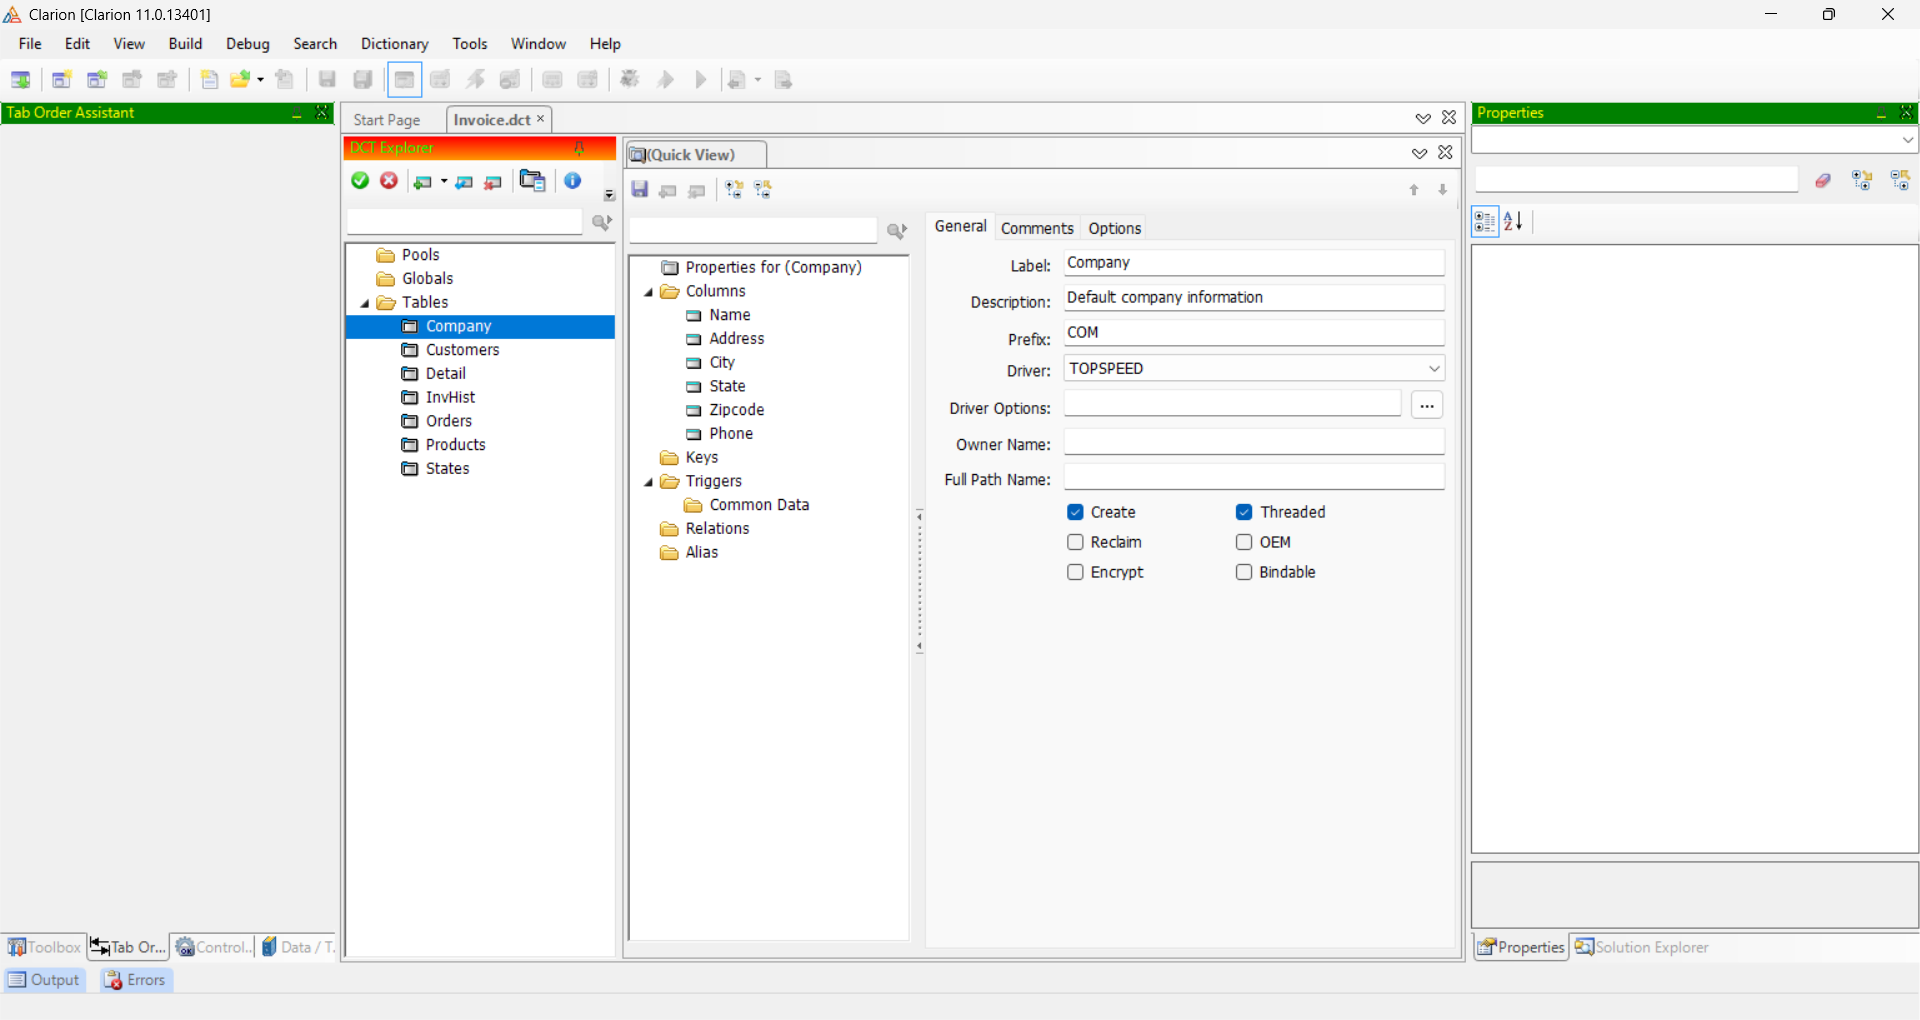 Clarion [Clarion 11.0.13401]
File Edit View Build Debug Search Dictionary Tools Window Help
Tab Order Assistant
Start Page
Invoice.dct
Properties
DCT Explorer
(Quick View)
Pools
Globals
Tables
Company
Customers
Detail
InvHist
Orders
Products
States
Properties for (Company)
Columns
Name
Address
City
State
Zipcode
Phone
Keys
Triggers
Common Data
Relations
Alias
General Comments Options
Label: Company
Description: Default company information
Prefix: COM
Driver: TOPSPEED
Driver Options: ...
Owner Name:
Full Path Name:
Create Threaded
Reclaim OEM
Encrypt Bindable
Toolbox Tab Or... Control... Data / T...
Properties Solution Explorer
Output Errors